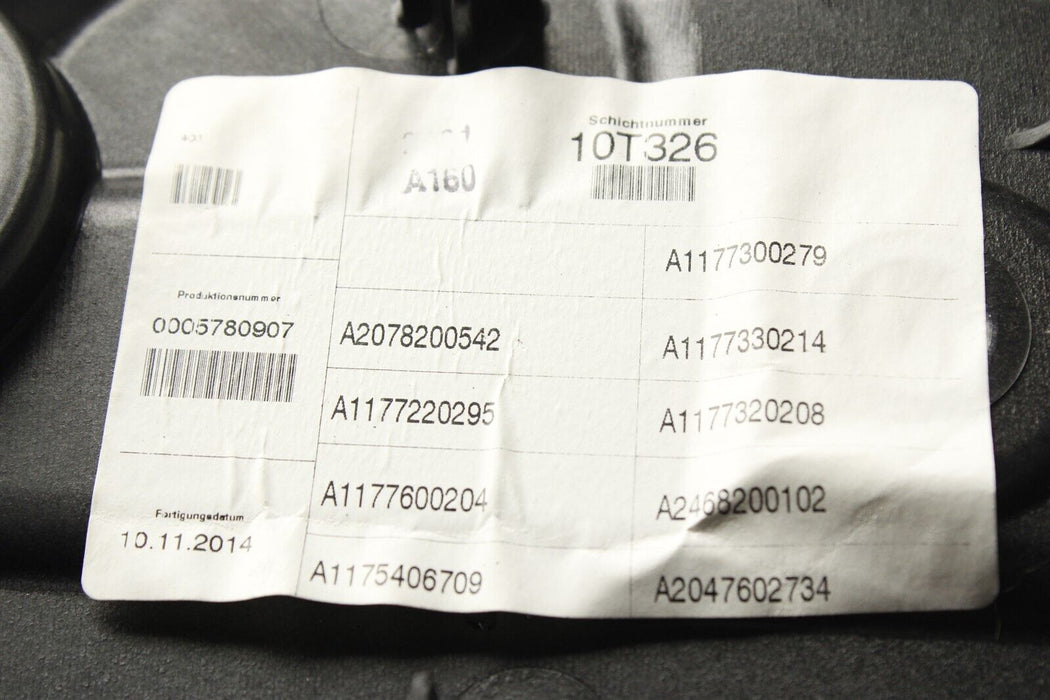 Schichtnummer
10T326
A160
Produktionsnummer
0005780907
Fertigungsdatum
10.11.2014
A2078200542
A1177220295
A1177600204
A1175406709
A1177300279
A1177330214
A1177320208
A2468200102
A2047602734